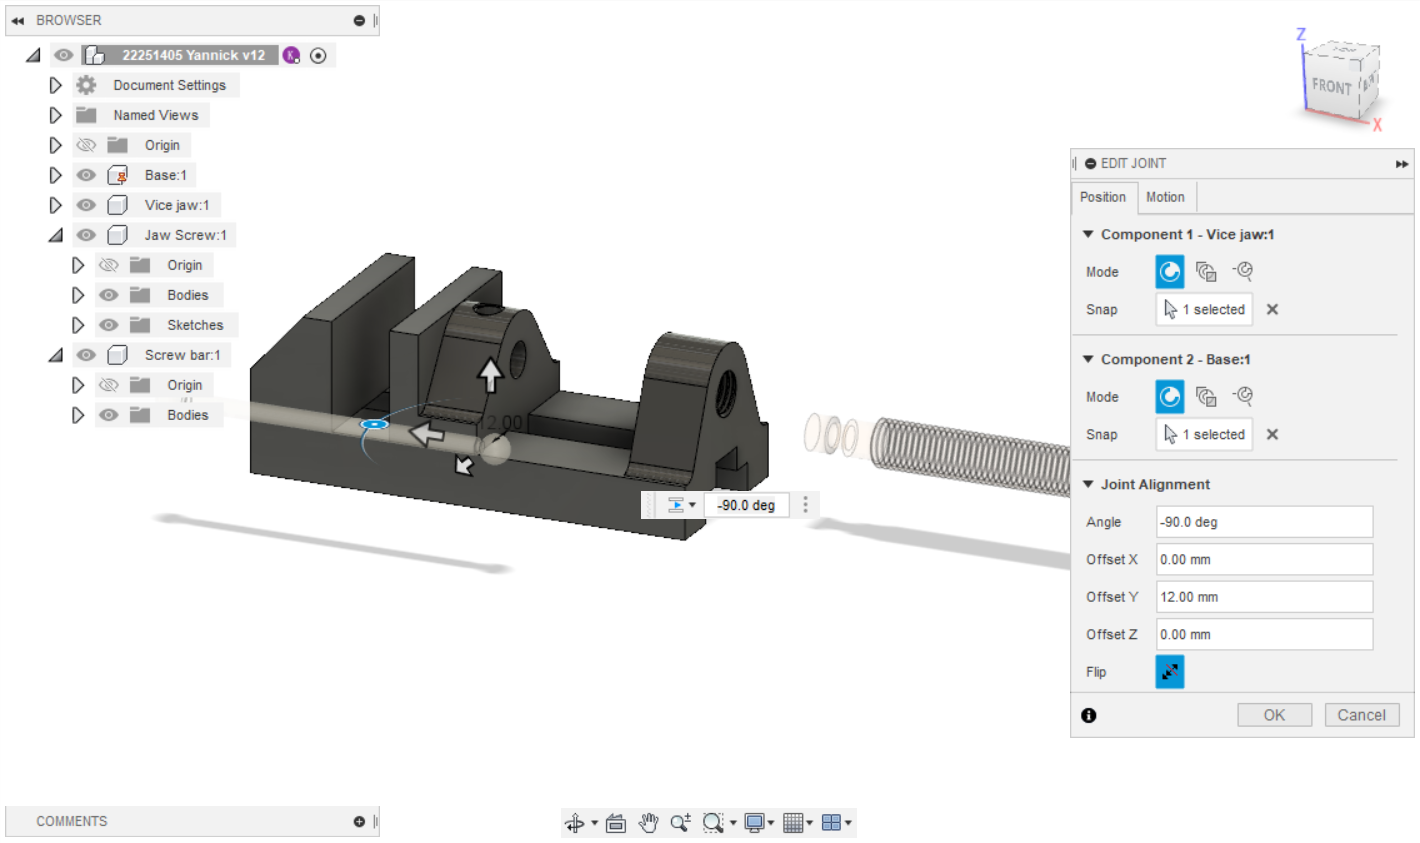 BROWSER
22251405 Yannick v12
K
Document Settings
Named Views
Origin
Base:1
Vice jaw:1
Jaw Screw:1
Origin
Bodies
Sketches
Screw bar:1
Origin
Bodies
12.00
-90.0 deg
Z
FRONT
X
EDIT JOINT
Position
Motion
Component 1 - Vice jaw:1
Mode
Snap
1 selected
Component 2 - Base:1
Mode
Snap
1 selected
Joint Alignment
Angle
-90.0 deg
Offset X
0.00 mm
Offset Y
12.00 mm
Offset Z
0.00 mm
Flip
OK
Cancel
COMMENTS